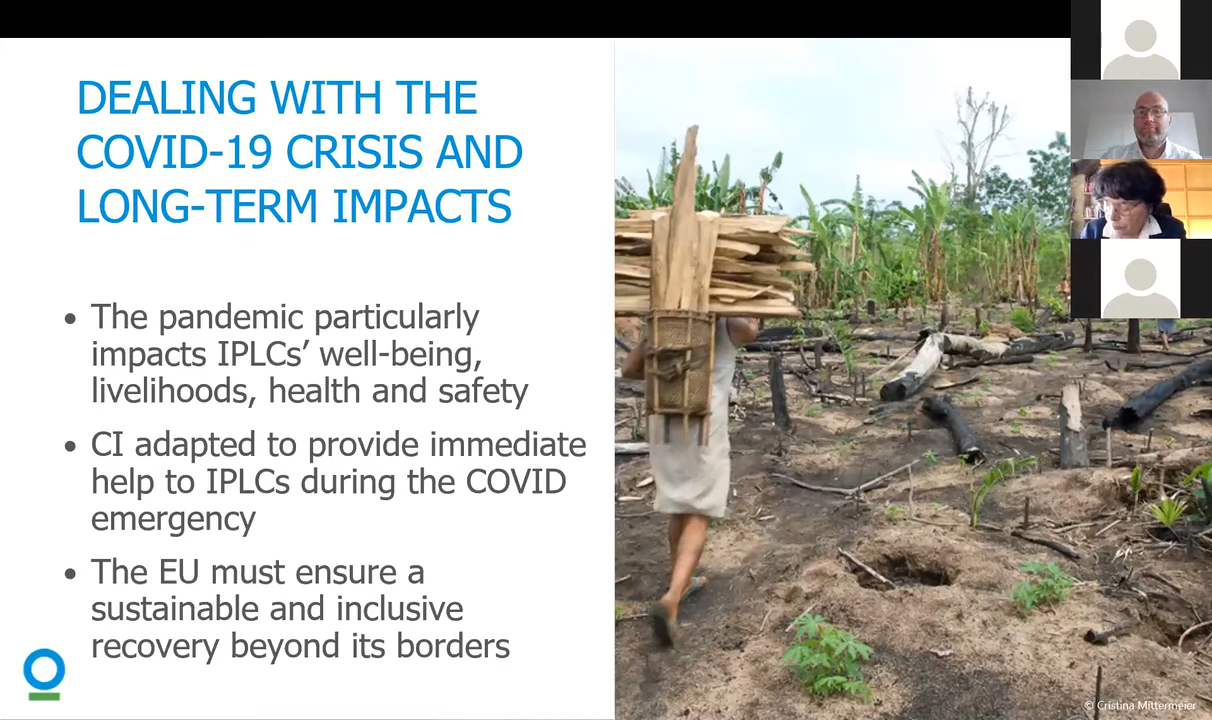 DEALING WITH THE
COVID-19 CRISIS AND
LONG-TERM IMPACTS
• The pandemic particularly
impacts IPLCs’ well-being,
livelihoods, health and safety
• CI adapted to provide immediate
help to IPLCs during the COVID
emergency
• The EU must ensure a
sustainable and inclusive
recovery beyond its borders
© Cristina Mittermeier